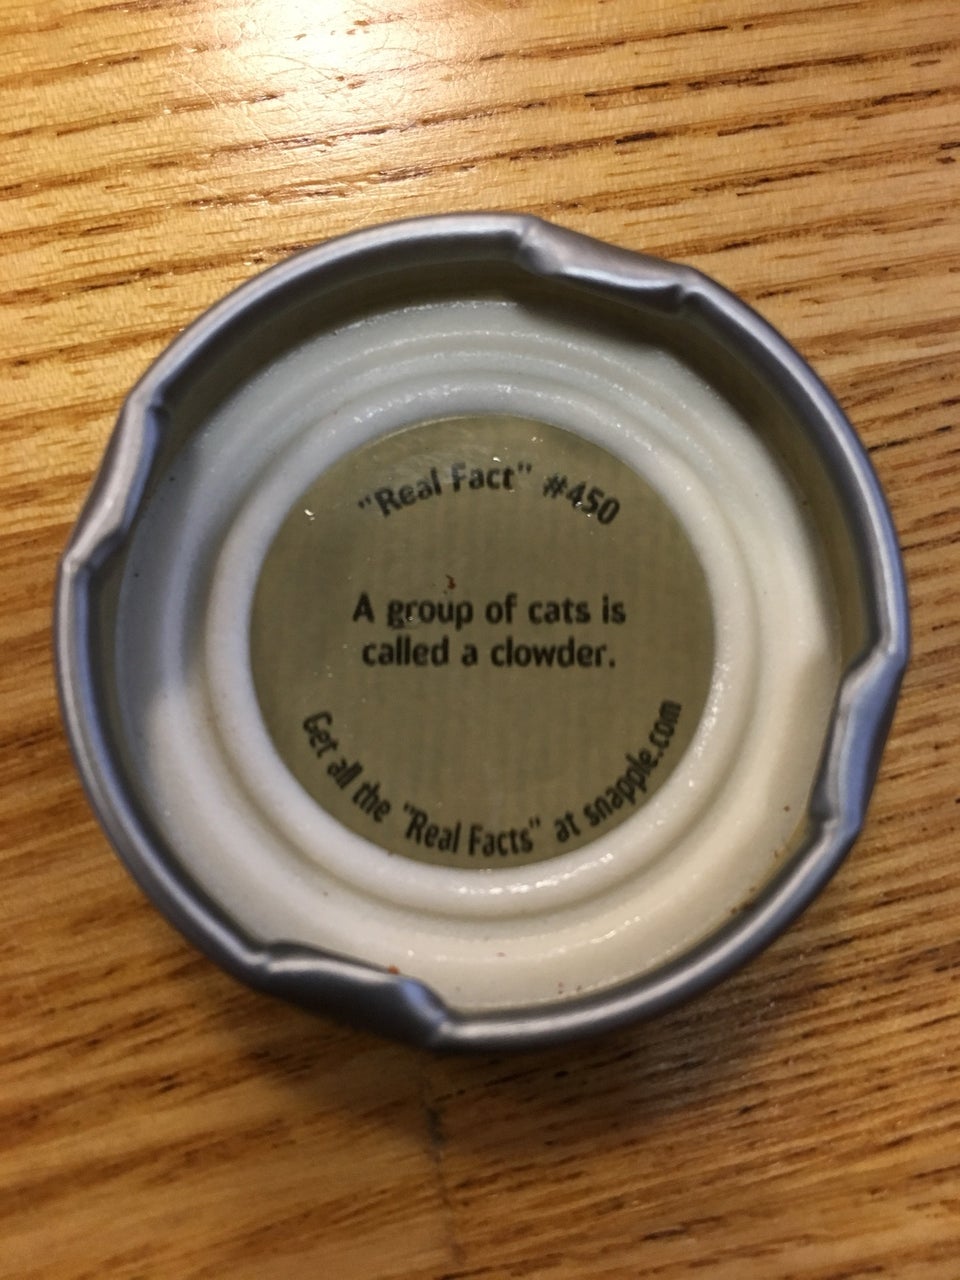 "Real Fact" #450
A group of cats is
called a clowder.
Get all the "Real Facts" at snapple.com